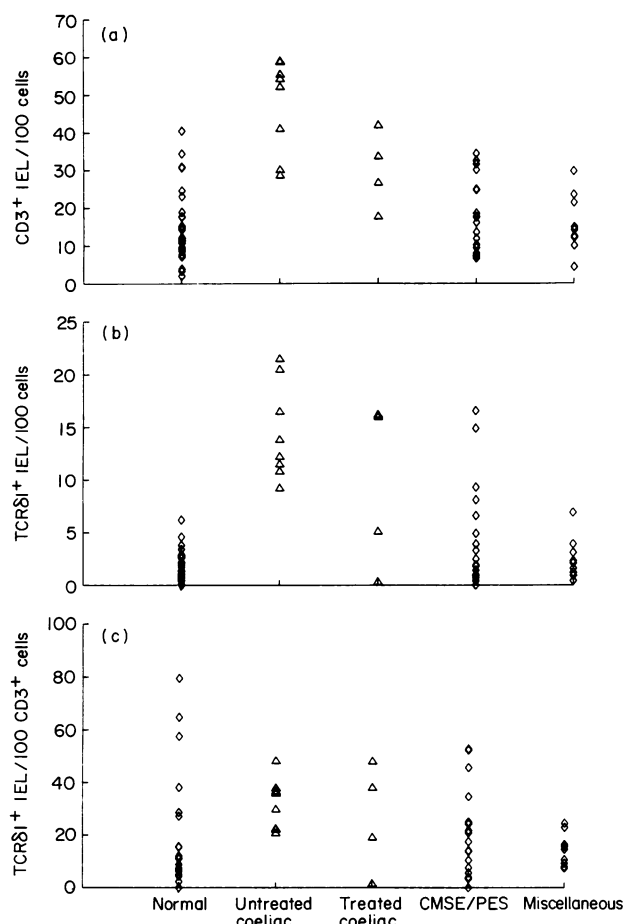 (a)
CD3+ IEL/100 cells
70
60
50
40
30
20
10
0
(b)
TCRδ1+ IEL/100 cells
25
20
15
10
5
0
(c)
TCRδ1+ IEL/100 CD3+ cells
100
80
60
40
20
0
Normal
Untreated
coeliac
Treated
coeliac
CMSE/PES
Miscellaneous